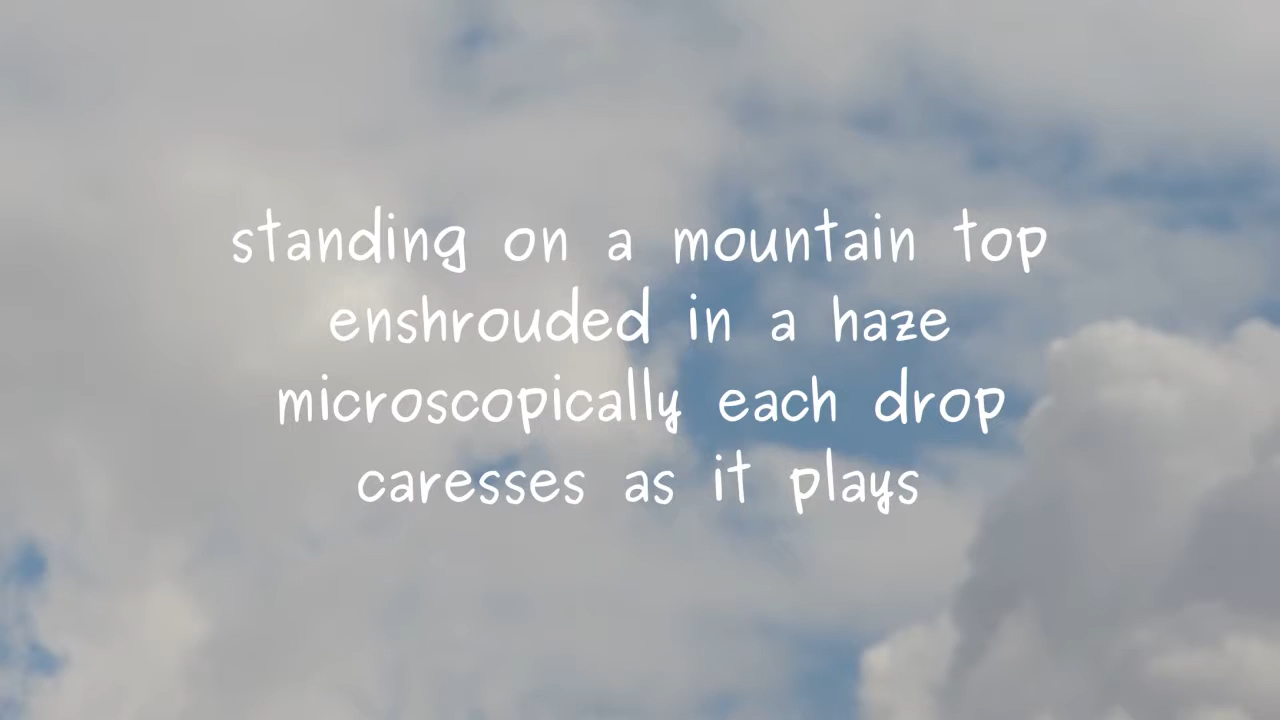 standing on a mountain top
enshrouded in a haze
microscopically each drop
caresses as it plays